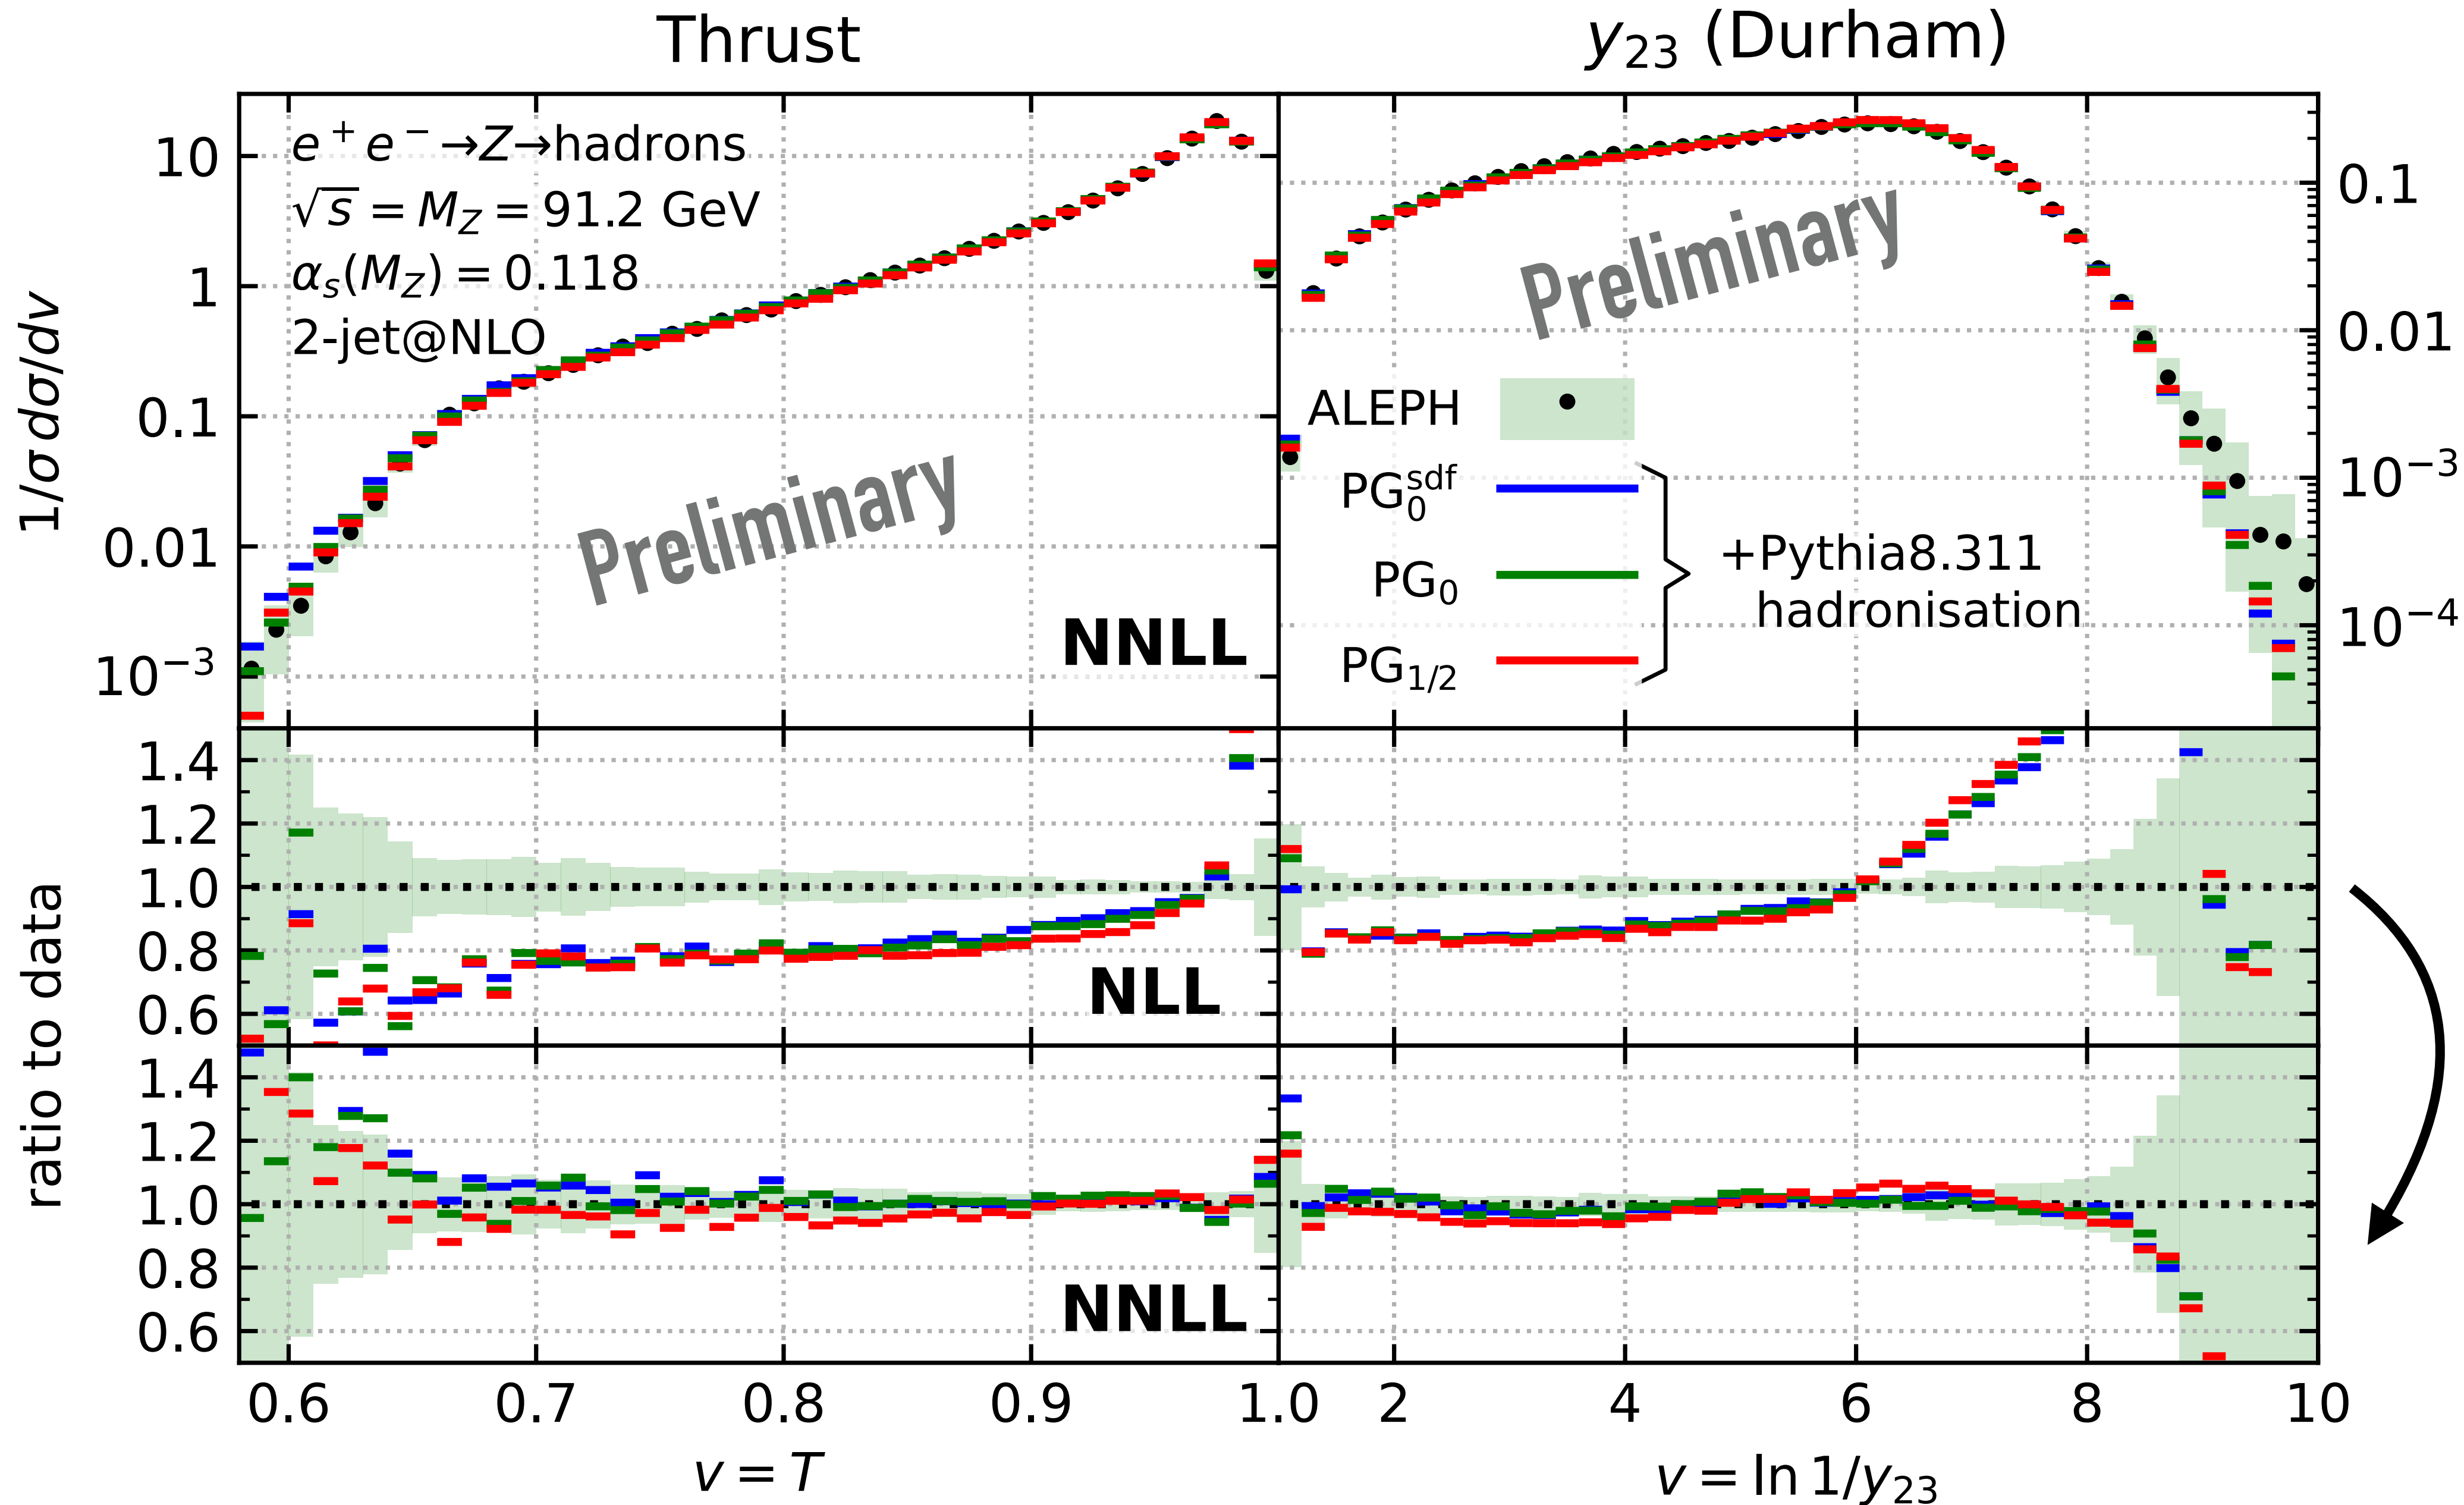 Thrust
y₂₃ (Durham)
e⁺e⁻→Z→hadrons
√s = M_Z = 91.2 GeV
α_s(M_Z) = 0.118
2-jet@NLO
Preliminary
NNLL
Preliminary
ALEPH
PG₀^sdf
PG₀
PG₁/₂
+Pythia8.311
hadronisation
1/σ dσ/dv
10
1
0.1
0.01
10⁻³
0.1
0.01
10⁻³
10⁻⁴
ratio to data
1.4
1.2
1.0
0.8
0.6
NLL
1.4
1.2
1.0
0.8
0.6
NNLL
0.6 0.7 0.8 0.9 1.0 2 4 6 8 10
v = T
v = ln 1/y₂₃